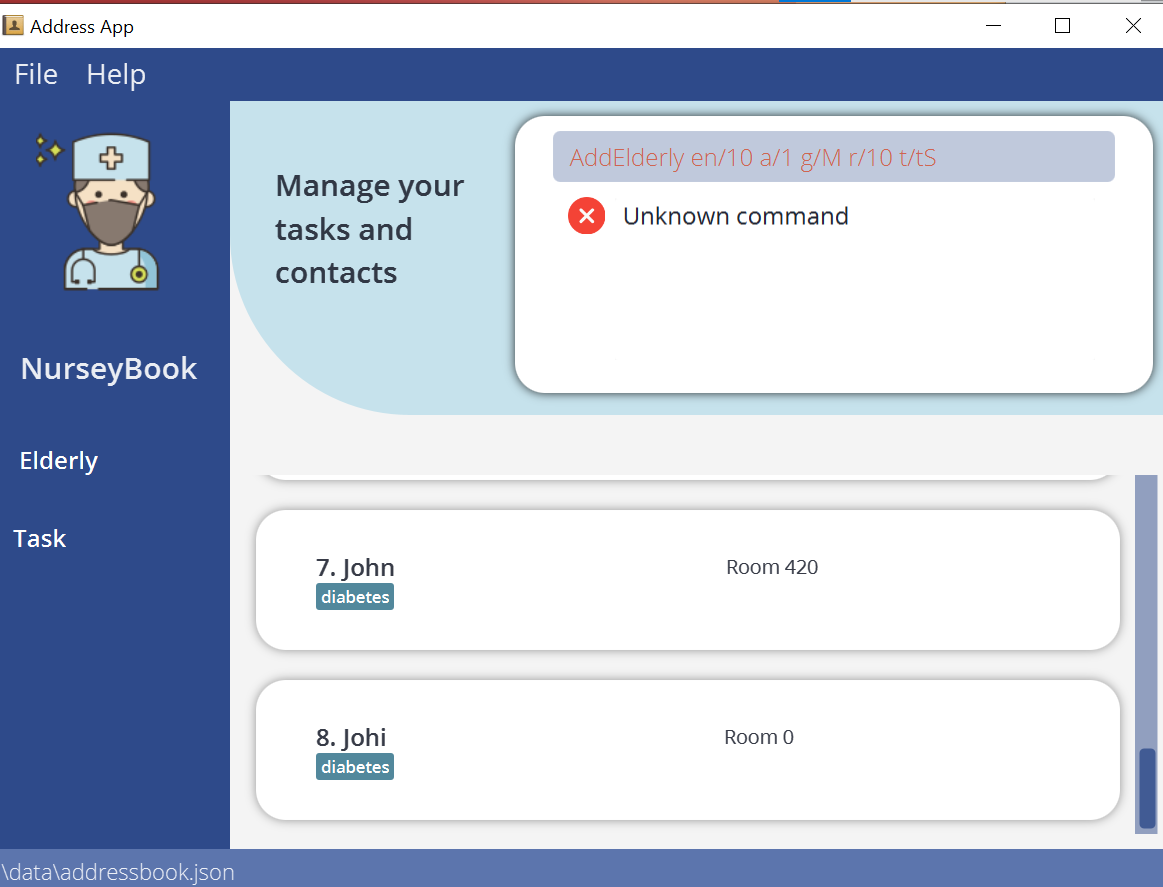 Address App
File Help
NurseyBook
Elderly
Task
Manage your
tasks and
contacts
AddElderly en/10 a/1 g/M r/10 t/tS
Unknown command
7. John Room 420
diabetes
8. Johi Room 0
diabetes
\data\addressbook.json